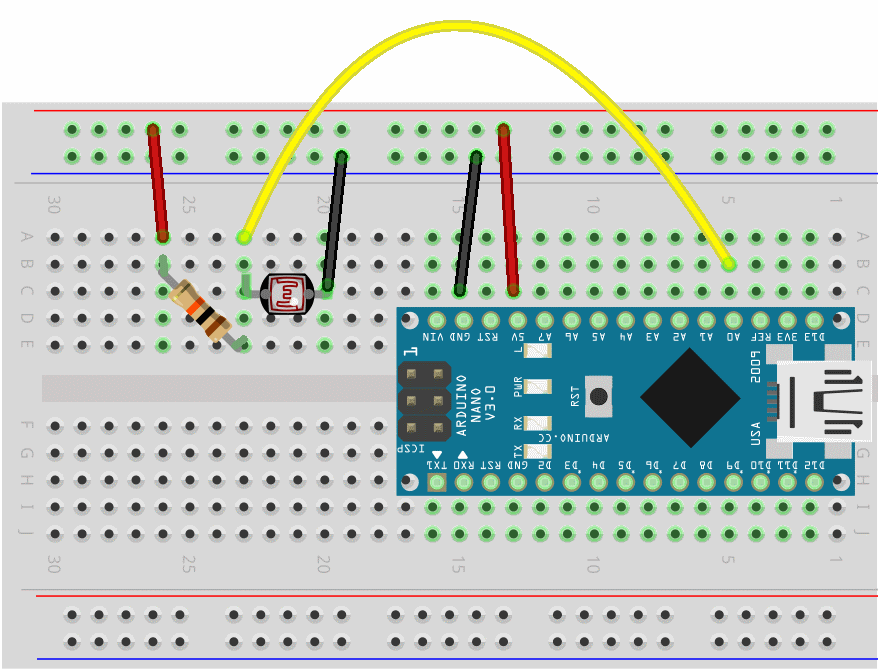 30 25 20 15 10 5 1
A A
B B
C C
D D
E E
VIN GND RST 5V A7 A6 A5 A4 A3 A2 A1 A0 REF 3V3 D13
L
1
PWR
RST
RX
TX
ARDUINO
NANO
V3.0
ARDUINO.CC
PD05
AZU
ICSP
TX1 RX0 RST GND D2 D3 D4 D5 D6 D7 D8 D9 D10 D11 D12
F
G G
H H
I I
J J
30 25 20 15 10 5 1